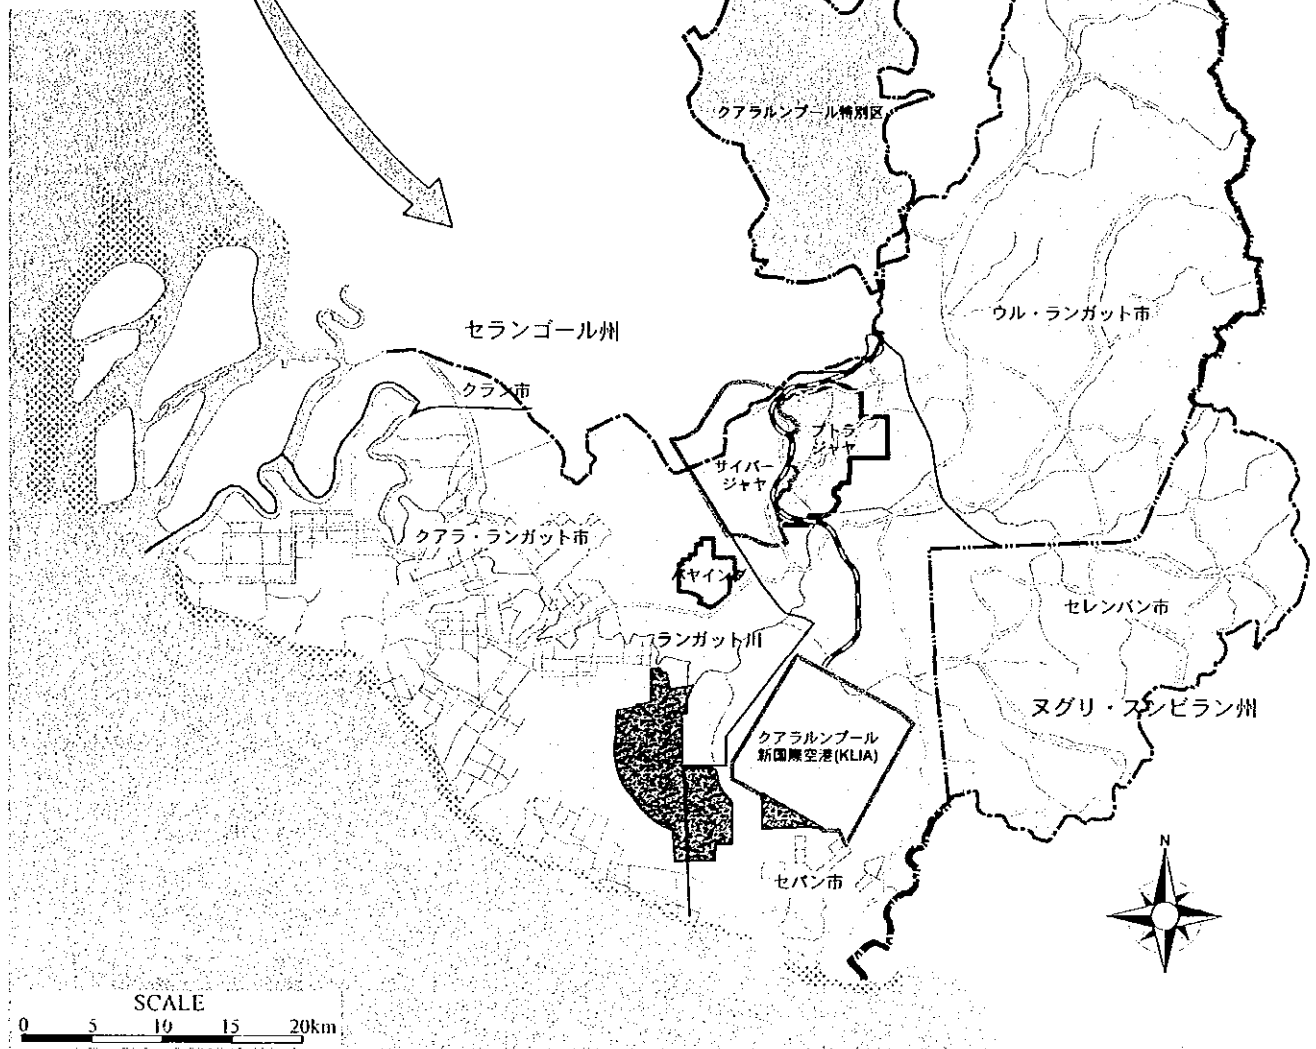 クアラルンプール特別区
ウル・ランガット市
セランゴール州
クラン市
プトラ
ジャヤ
サイバー
ジャヤ
クアラ・ランガット市
セレンバン市
ランガット川
ヌグリ・スンビラン州
クアラルンプール
新国際空港(KLIA)
N
セパン市
SCALE
0 5 10 15 20km